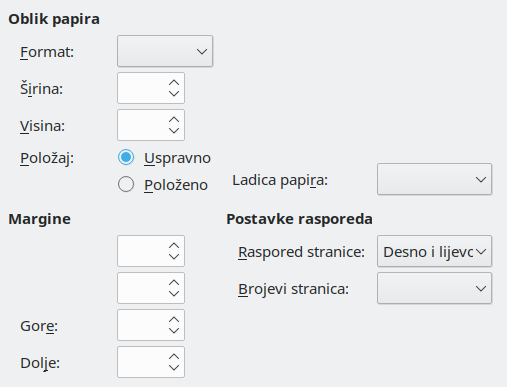 Oblik papira
Format:
Širina:
Visina:
Položaj:
Uspravno
Položeno
Ladica papira:
Margine
Postavke rasporeda
Raspored stranice:
Desno i lijevo
Brojevi stranica:
Gore:
Dolje: